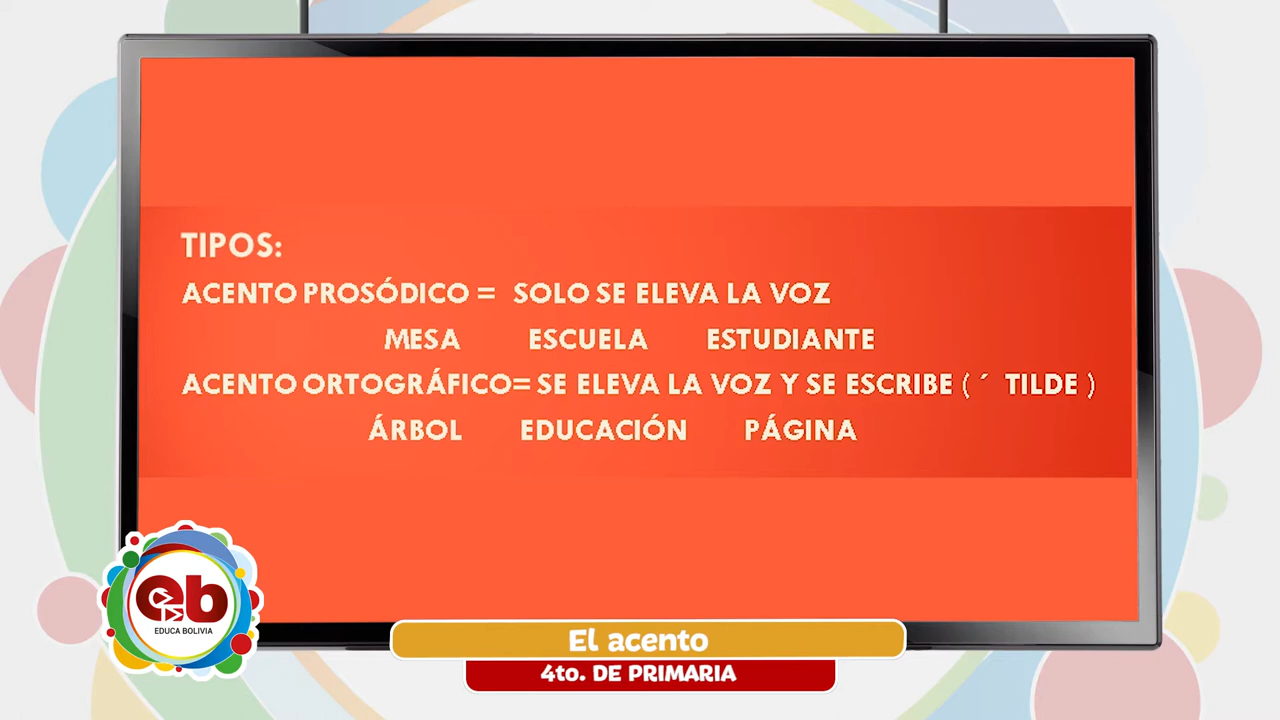 TIPOS:
ACENTO PROSÓDICO = SOLO SE ELEVA LA VOZ
MESA ESCUELA ESTUDIANTE
ACENTO ORTOGRÁFICO= SE ELEVA LA VOZ Y SE ESCRIBE ( ´ TILDE )
ÁRBOL EDUCACIÓN PÁGINA
eb
EDUCA BOLIVIA
El acento
4to. DE PRIMARIA